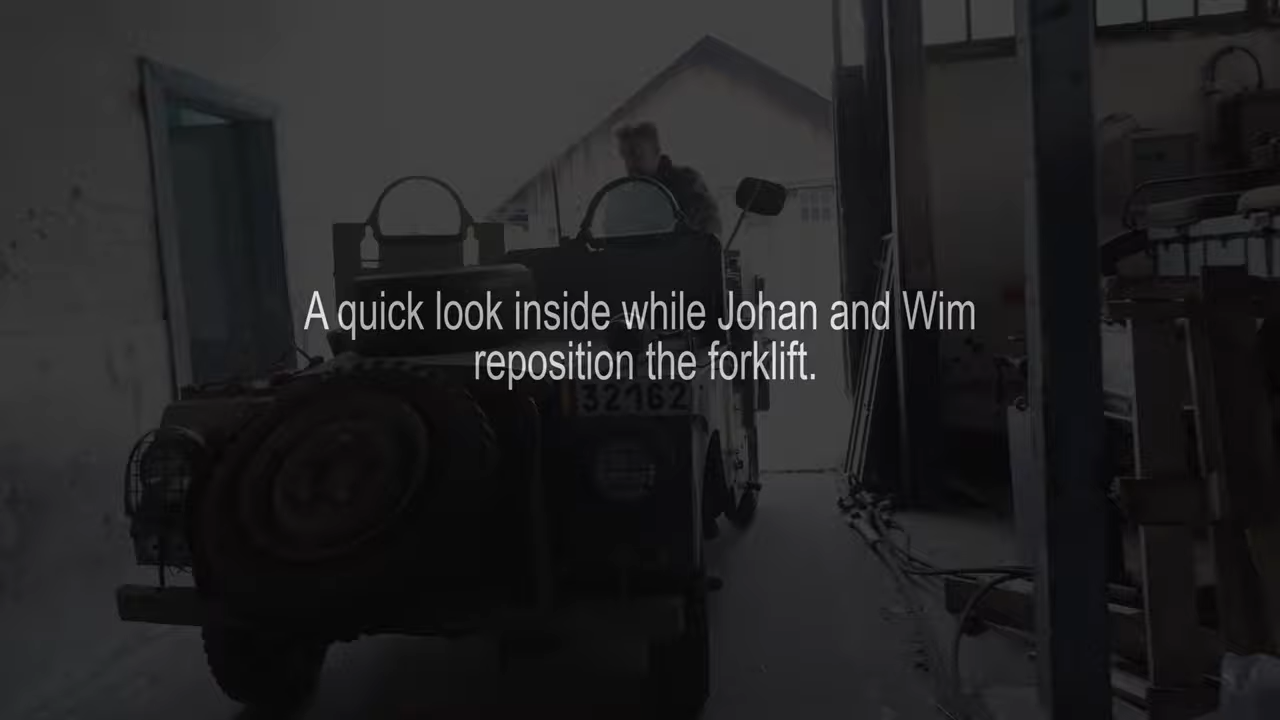 A quick look inside while Johan and Wim
reposition the forklift.
32162